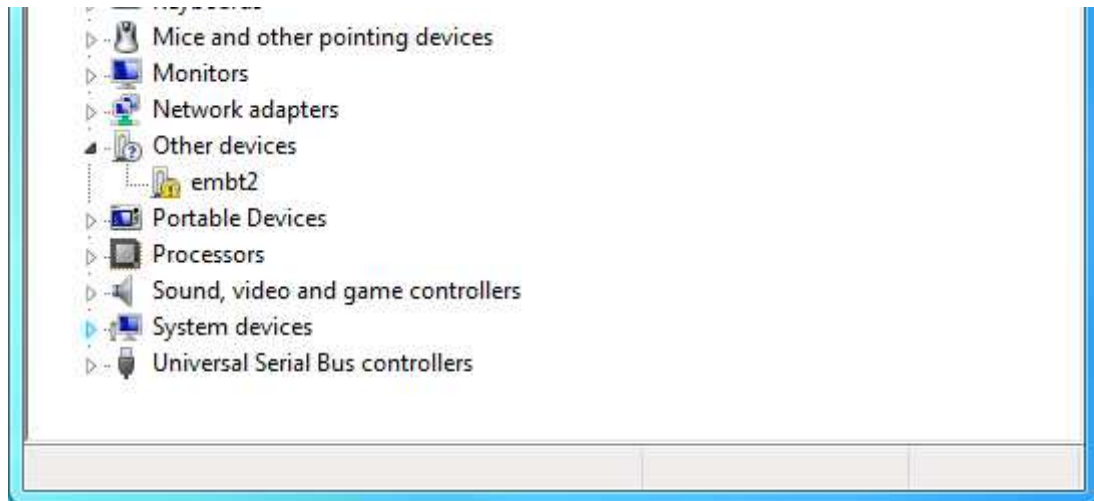 Keyboards
Mice and other pointing devices
Monitors
Network adapters
Other devices
embt2
Portable Devices
Processors
Sound, video and game controllers
System devices
Universal Serial Bus controllers